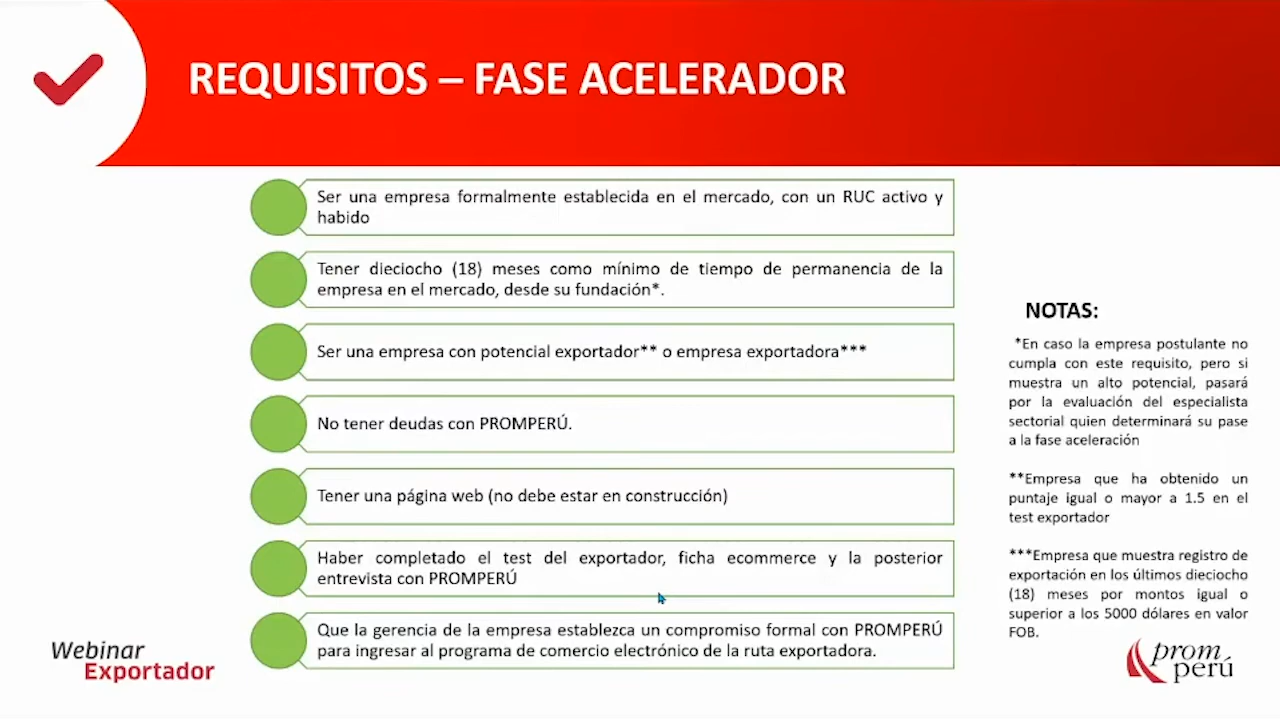 REQUISITOS – FASE ACELERADOR
Ser una empresa formalmente establecida en el mercado, con un RUC activo y
habido
Tener dieciocho (18) meses como mínimo de tiempo de permanencia de la
empresa en el mercado, desde su fundación*.
Ser una empresa con potencial exportador** o empresa exportadora***
No tener deudas con PROMPERÚ.
Tener una página web (no debe estar en construcción)
Haber completado el test del exportador, ficha ecommerce y la posterior
entrevista con PROMPERÚ
Que la gerencia de la empresa establezca un compromiso formal con PROMPERÚ
para ingresar al programa de comercio electrónico de la ruta exportadora.
NOTAS:
*En caso la empresa postulante no
cumpla con este requisito, pero si
muestra un alto potencial, pasará
por la evaluación del especialista
sectorial quien determinará su pase
a la fase aceleración
**Empresa que ha obtenido un
puntaje igual o mayor a 1.5 en el
test exportador
***Empresa que muestra registro de
exportación en los últimos dieciocho
(18) meses por montos igual o
superior a los 5000 dólares en valor
FOB.
Webinar
Exportador
prom
perú